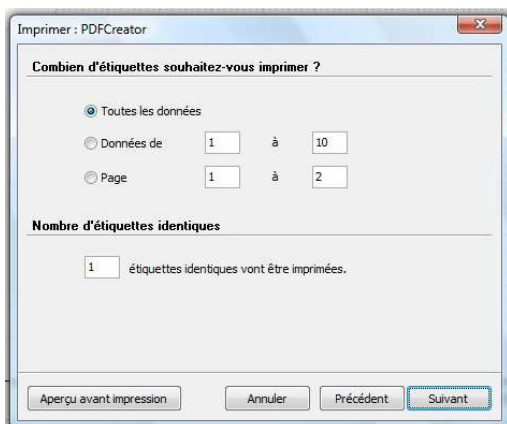 Imprimer : PDFCreator
Combien d'étiquettes souhaitez-vous imprimer ?
Toutes les données
Données de 1 à 10
Page 1 à 2
Nombre d'étiquettes identiques
1 étiquettes identiques vont être imprimées.
Aperçu avant impression Annuler Précédent Suivant